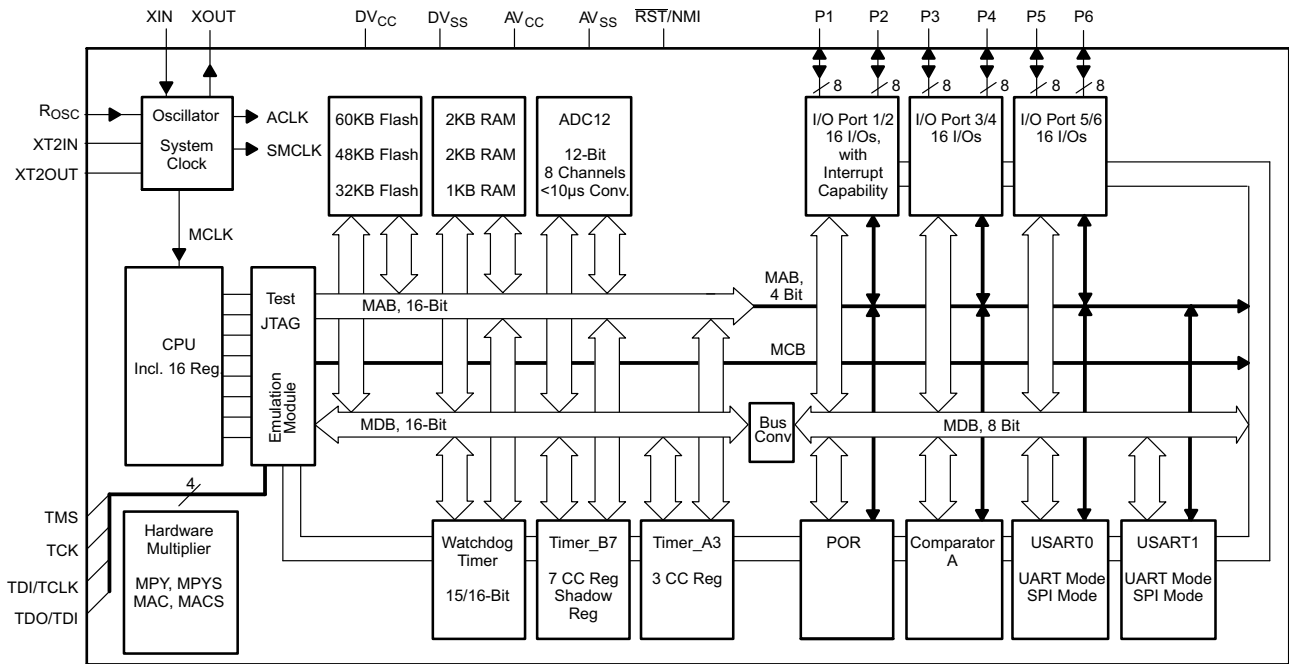 XIN XOUT DVCC DVSS AVCC AVSS RST/NMI P1 P2 P3 P4 P5 P6
8 8 8 8 8 8
ROSC
XT2IN
XT2OUT
Oscillator
System
Clock
ACLK
SMCLK
MCLK
60KB Flash
48KB Flash
32KB Flash
2KB RAM
2KB RAM
1KB RAM
ADC12
12-Bit
8 Channels
<10µs Conv.
I/O Port 1/2
16 I/Os,
with
Interrupt
Capability
I/O Port 3/4
16 I/Os
I/O Port 5/6
16 I/Os
CPU
Incl. 16 Reg.
Test
JTAG
Emulation
Module
MAB, 16-Bit
MAB,
4 Bit
MCB
MDB, 16-Bit
Bus
Conv
MDB, 8 Bit
4
TMS
TCK
TDI/TCLK
TDO/TDI
Hardware
Multiplier
MPY, MPYS
MAC, MACS
Watchdog
Timer
15/16-Bit
Timer_B7
7 CC Reg
Shadow
Reg
Timer_A3
3 CC Reg
POR
Comparator
A
USART0
UART Mode
SPI Mode
USART1
UART Mode
SPI Mode